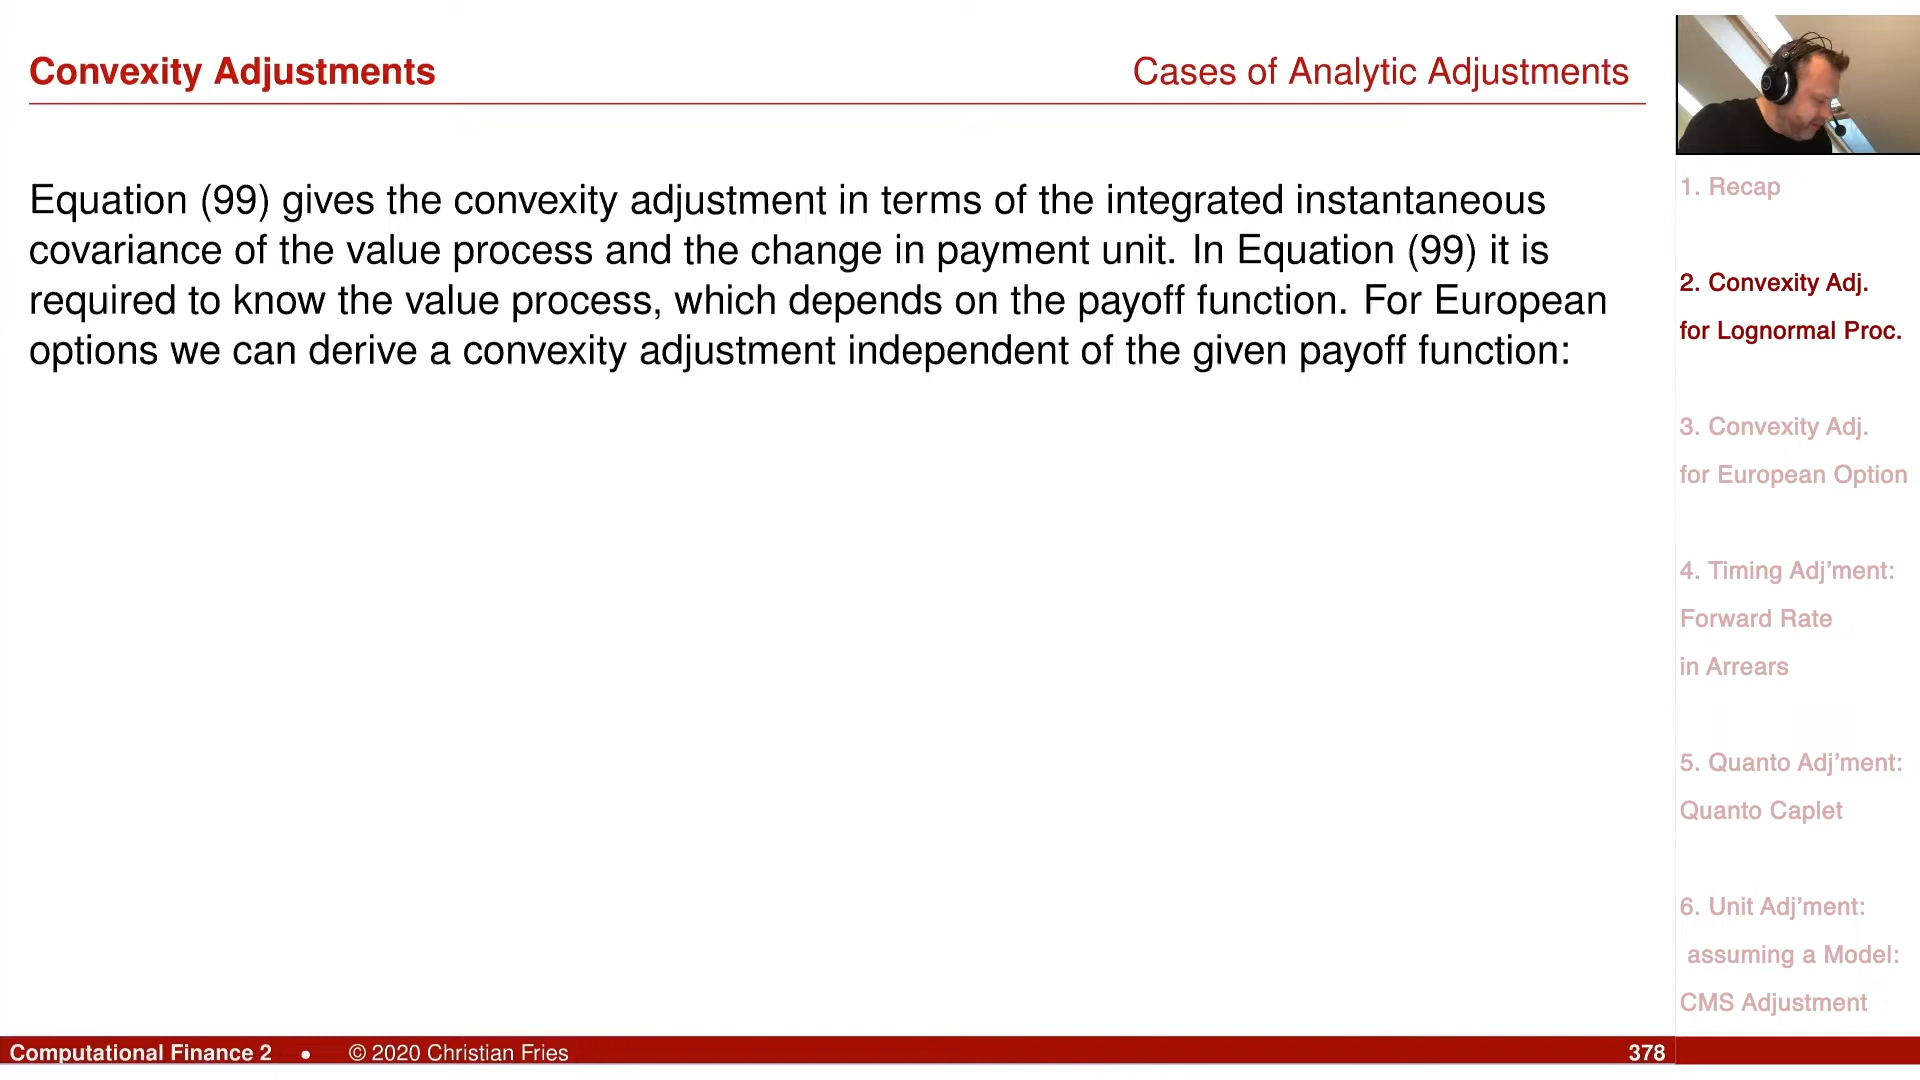 Convexity Adjustments
Cases of Analytic Adjustments
Equation (99) gives the convexity adjustment in terms of the integrated instantaneous
covariance of the value process and the change in payment unit. In Equation (99) it is
required to know the value process, which depends on the payoff function. For European
options we can derive a convexity adjustment independent of the given payoff function:
1. Recap
2. Convexity Adj.
for Lognormal Proc.
3. Convexity Adj.
for European Option
4. Timing Adj’ment:
Forward Rate
in Arrears
5. Quanto Adj’ment:
Quanto Caplet
6. Unit Adj’ment:
assuming a Model:
CMS Adjustment
Computational Finance 2 • © 2020 Christian Fries
378